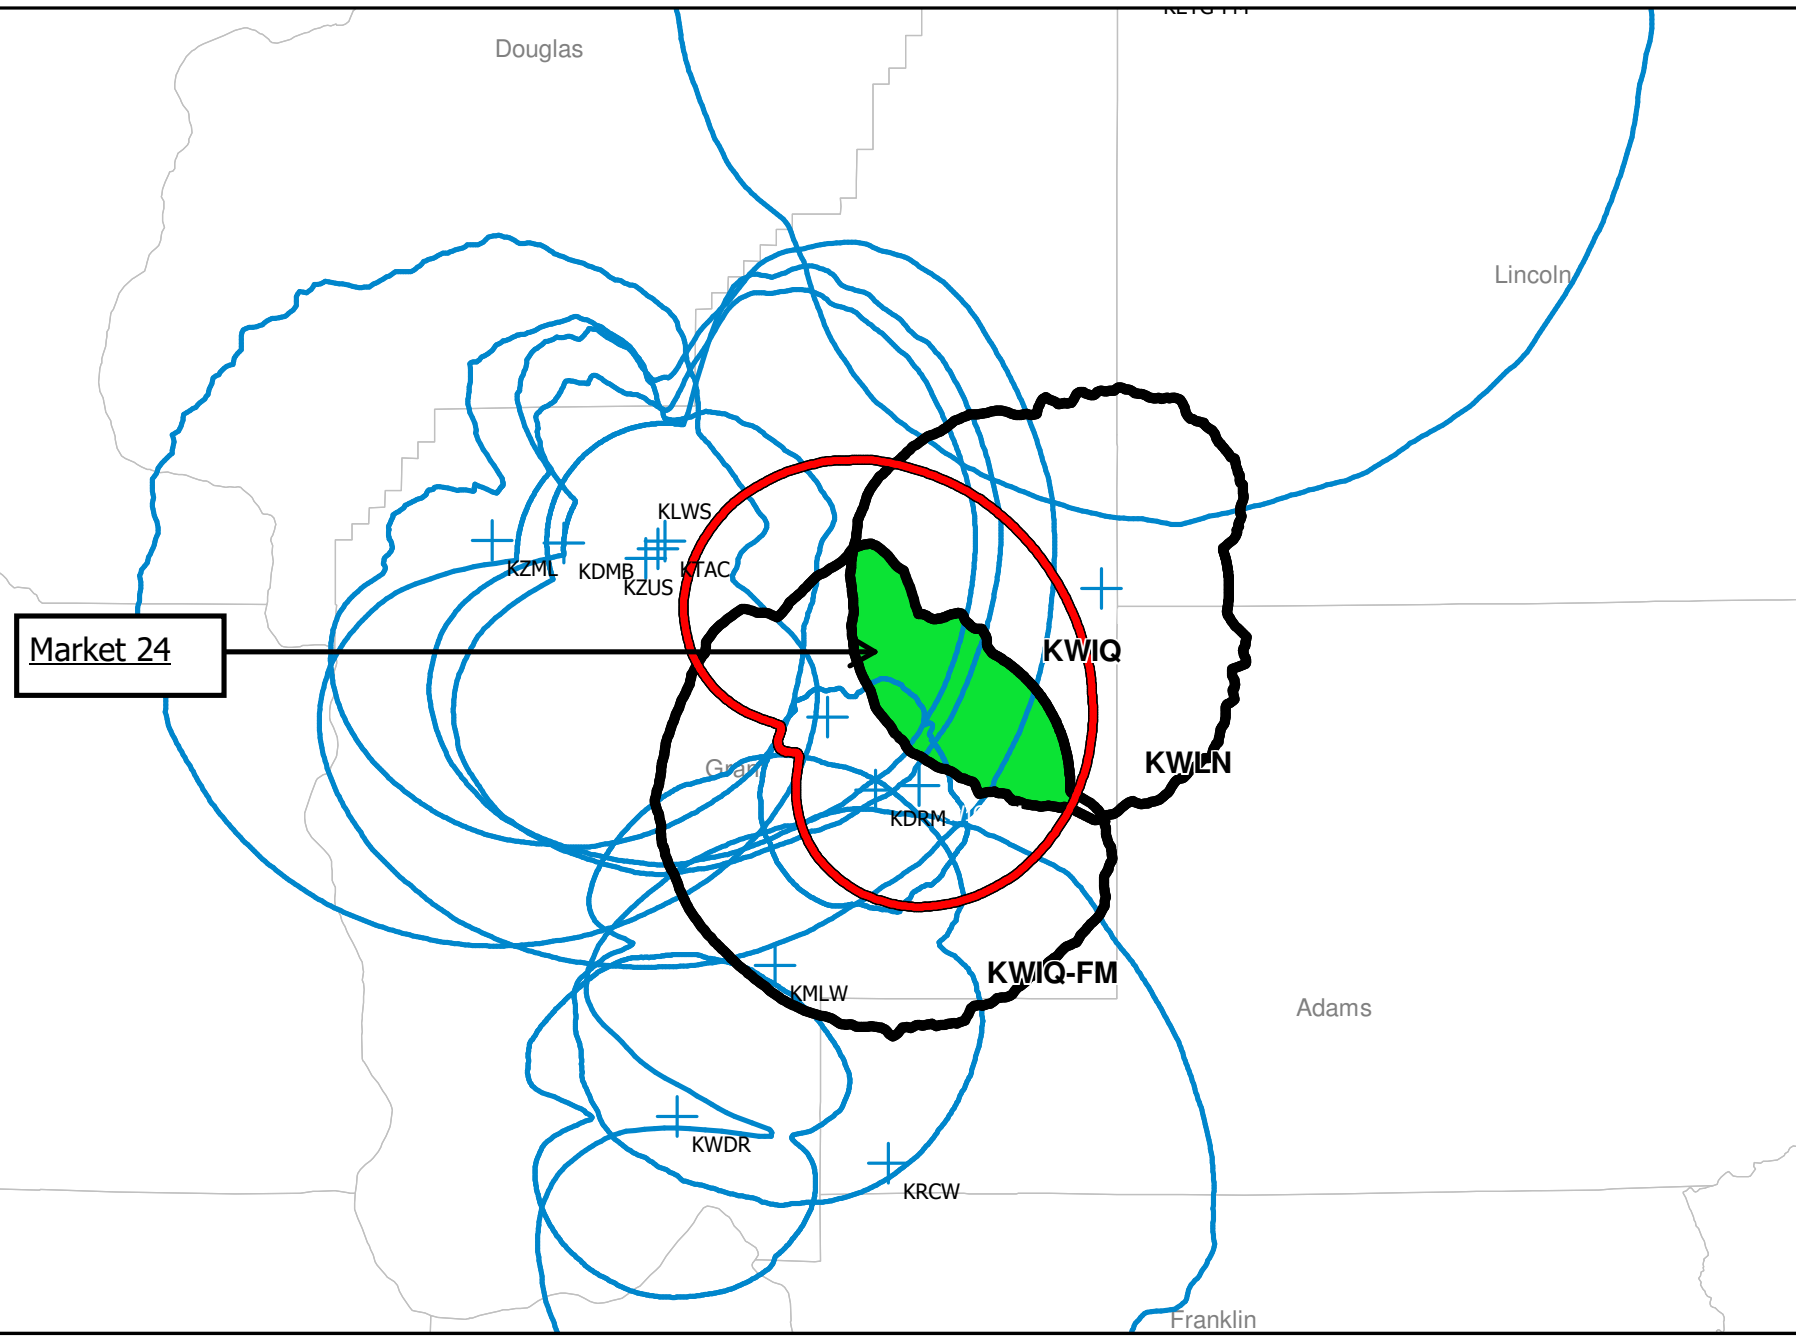 Douglas
Lincoln
KLWS
KZML
KDMB
KTAC
KZUS
Market 24
KWIQ
KWLN
Gran
KDRM
KWIQ-FM
KMLW
Adams
KWDR
KRCW
Franklin